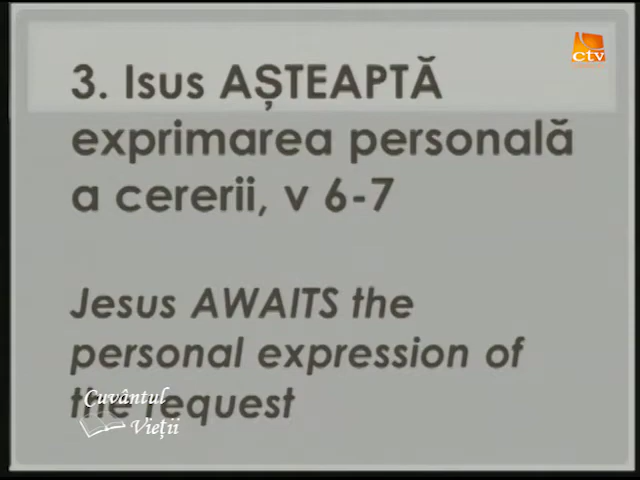 3. Isus AȘTEAPTĂ
exprimarea personală
a cererii, v 6-7
Jesus AWAITS the
personal expression of
the request
ctv
Cuvântul
Vieții